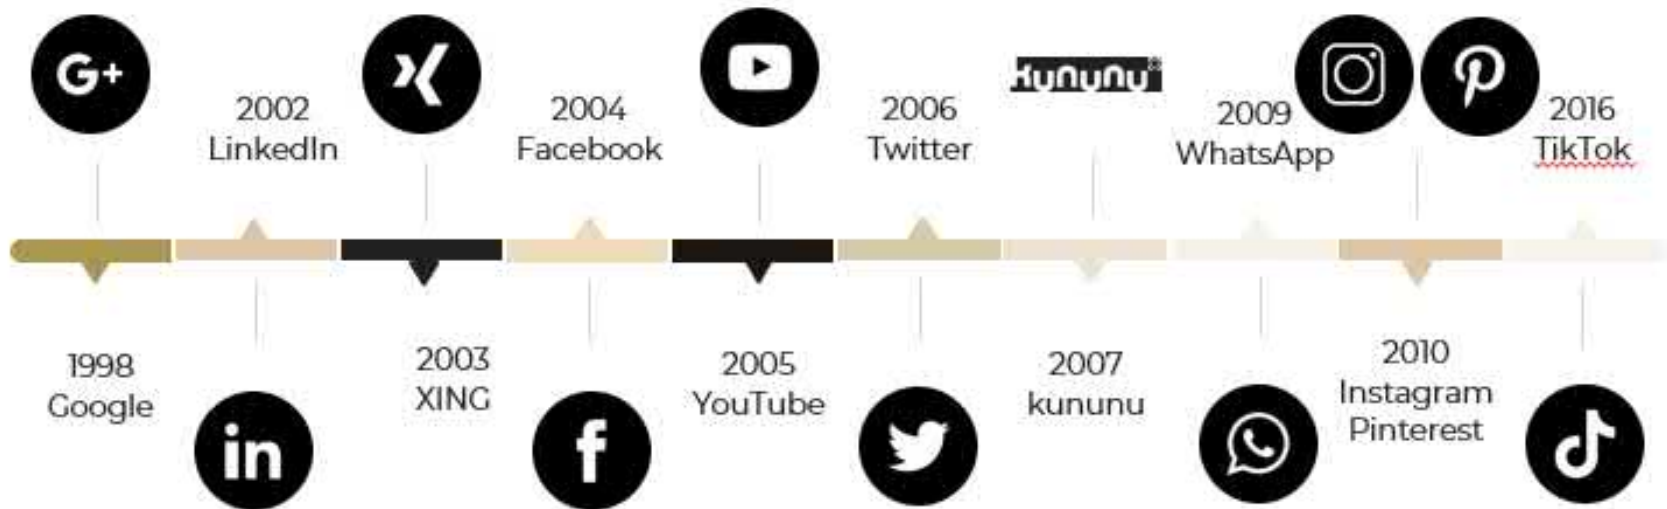 G+
2002
LinkedIn
2004
Facebook
2006
Twitter
kununu
2009
WhatsApp
2016
TikTok
1998
Google
in
2003
XING
f
2005
YouTube
2007
kununu
2010
Instagram
Pinterest